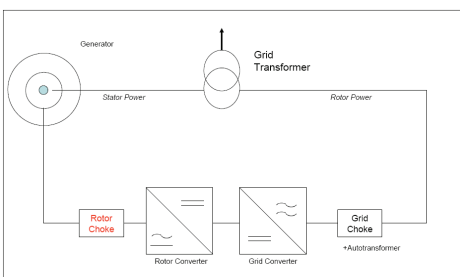 Generator
Grid
Transformer
Stator Power
Rotor Power
Rotor
Choke
Grid
Choke
+Autotransformer
Rotor Converter
Grid Converter